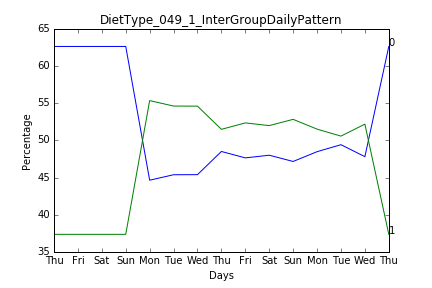 DietType_049_1_InterGroupDailyPattern
65
60
55
50
45
40
35
Percentage
0
1
Thu Fri Sat Sun Mon Tue Wed Thu Fri Sat Sun Mon Tue Wed Thu
Days